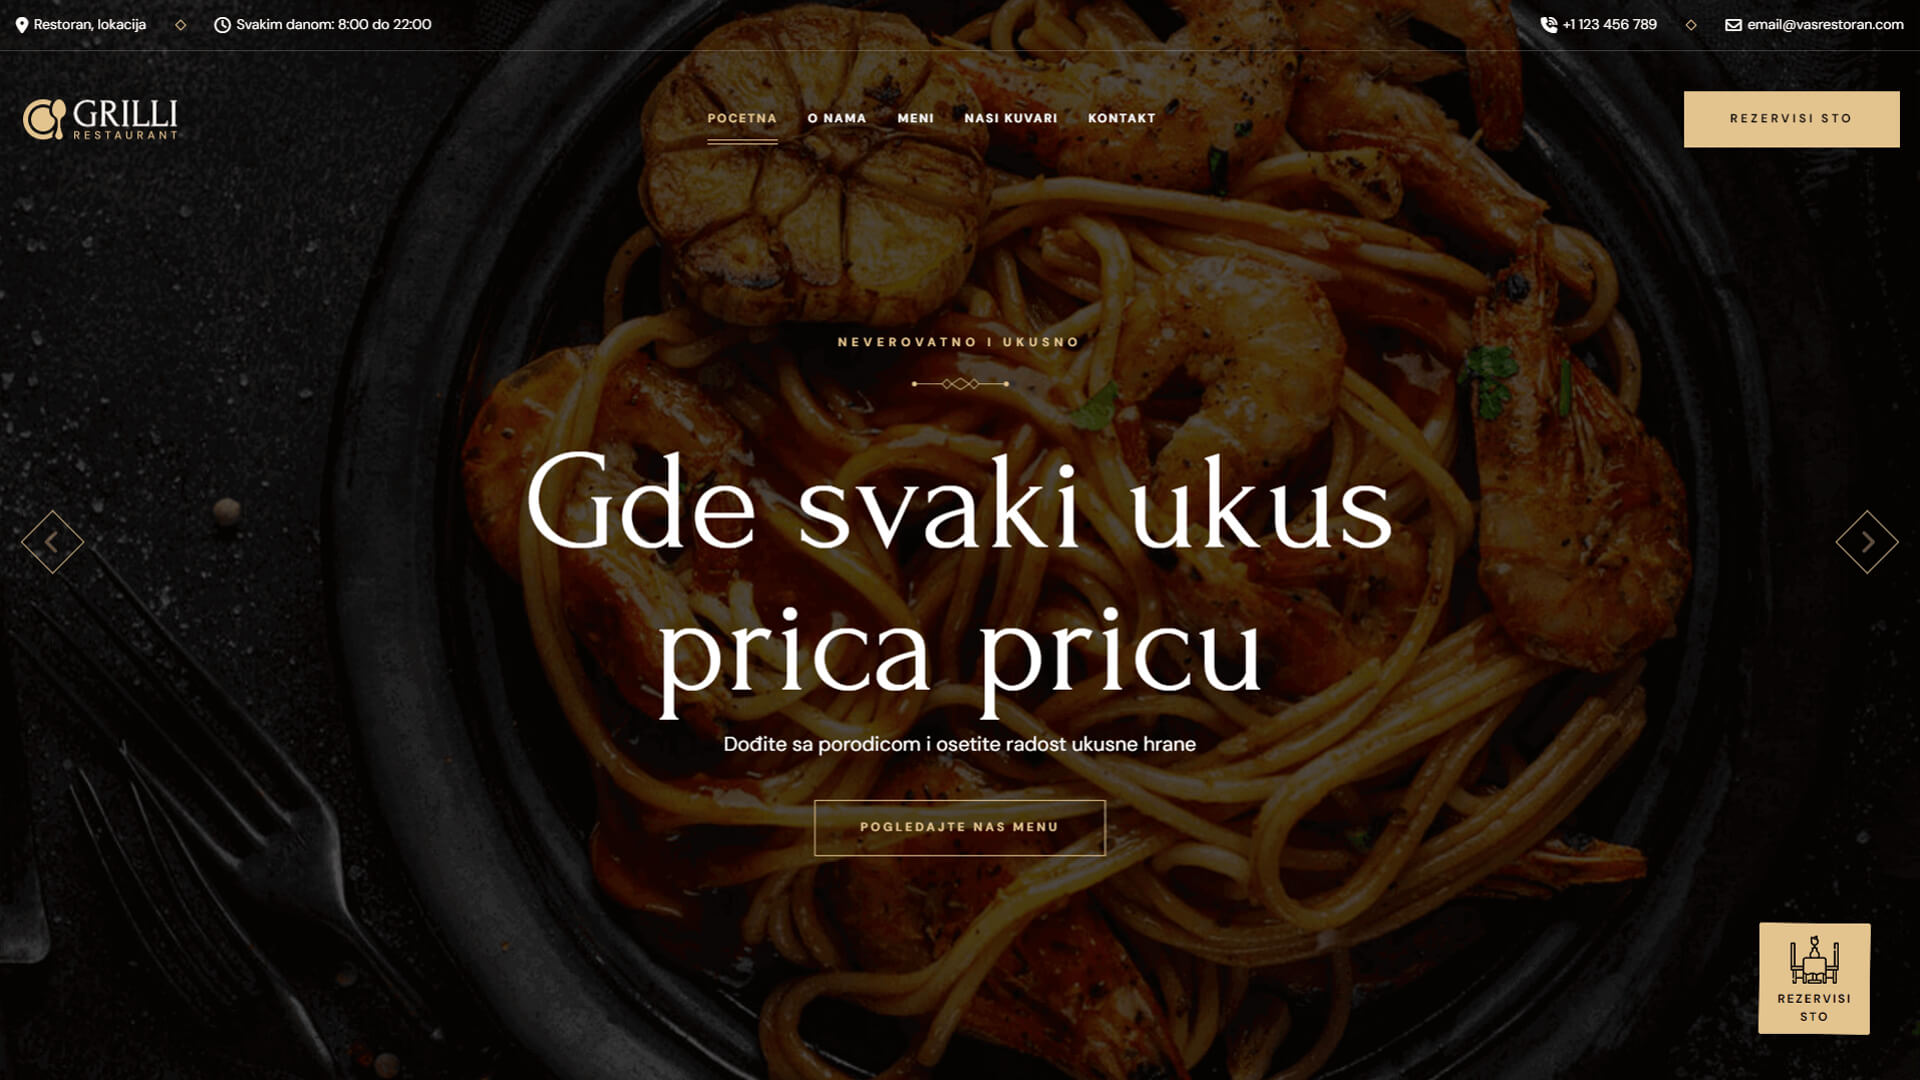 Restoran, lokacija
Svakim danom: 8:00 do 22:00
+1 123 456 789
email@vasrestoran.com
GRILLI
RESTAURANT
POCETNA
O NAMA
MENI
NASI KUVARI
KONTAKT
REZERVISI STO
NEVEROVATNO I UKUSNO
Gde svaki ukus
prica pricu
Dođite sa porodicom i osetite radost ukusne hrane
POGLEDAJTE NAS MENU
REZERVISI
STO